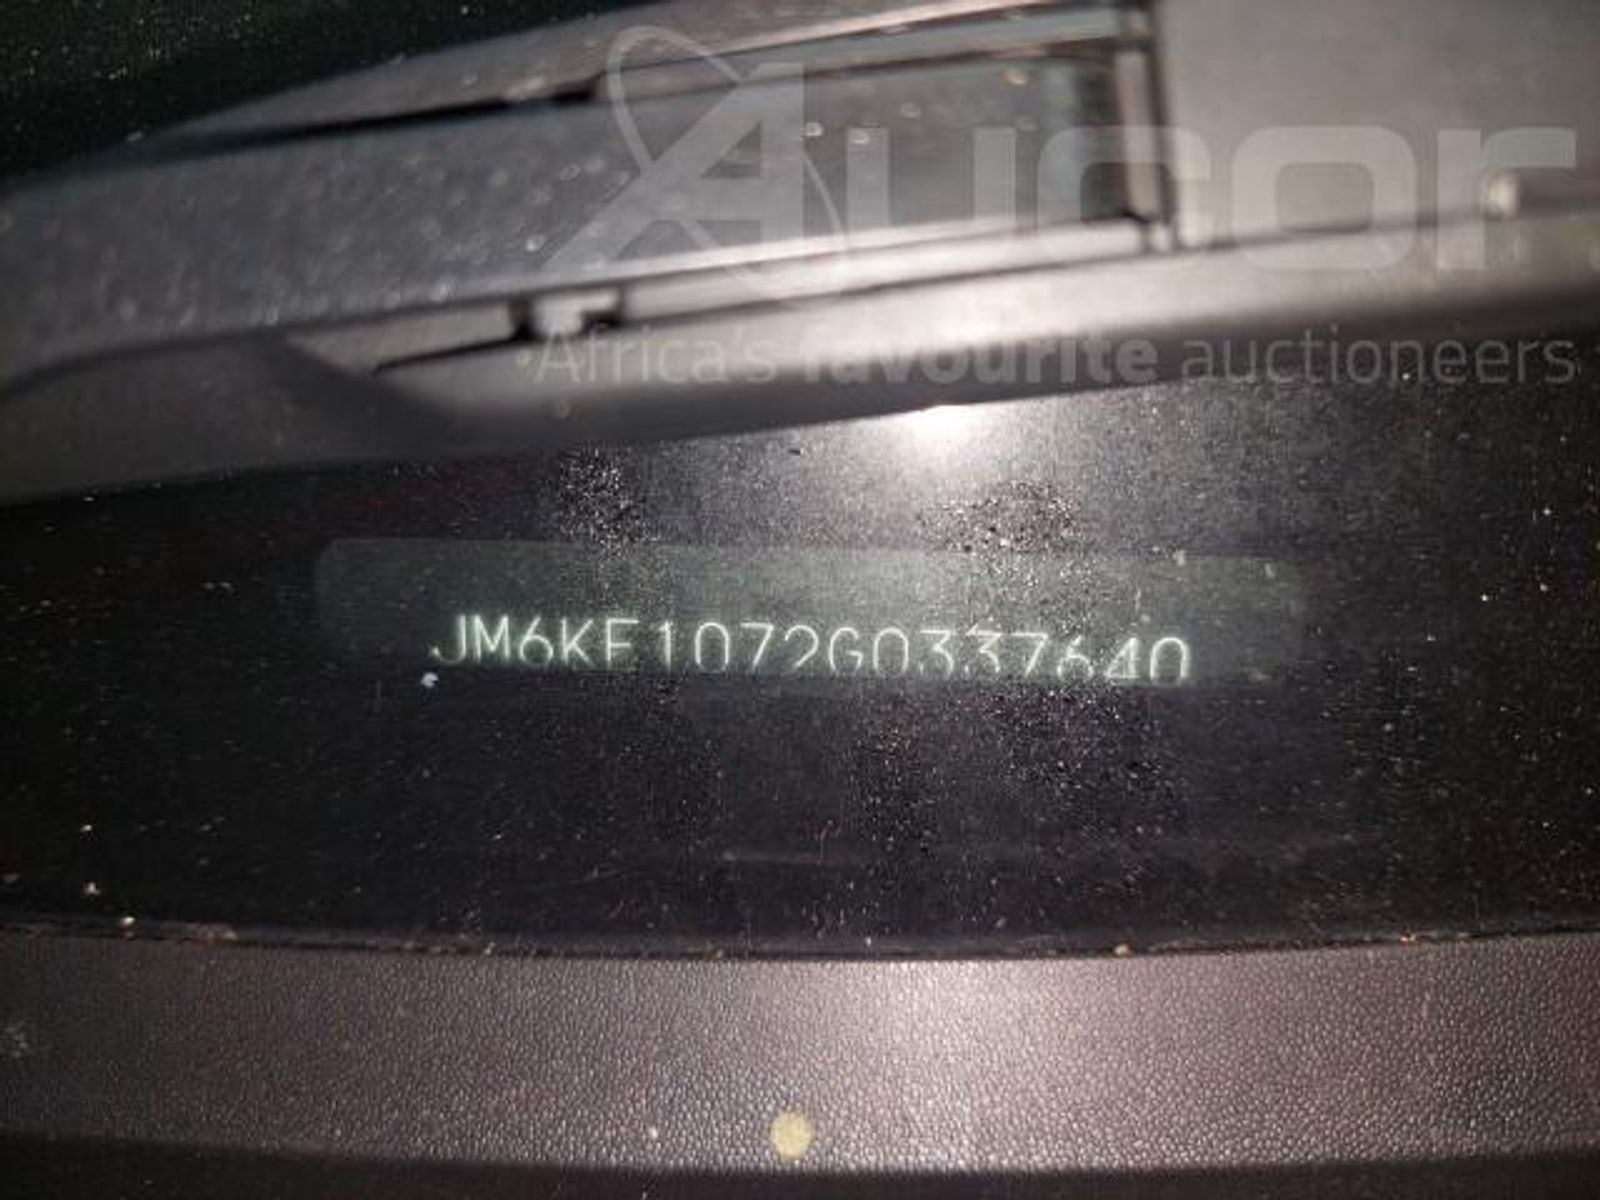 Aucor
Africa's favourite auctioneers
JM6KE1072G0337640